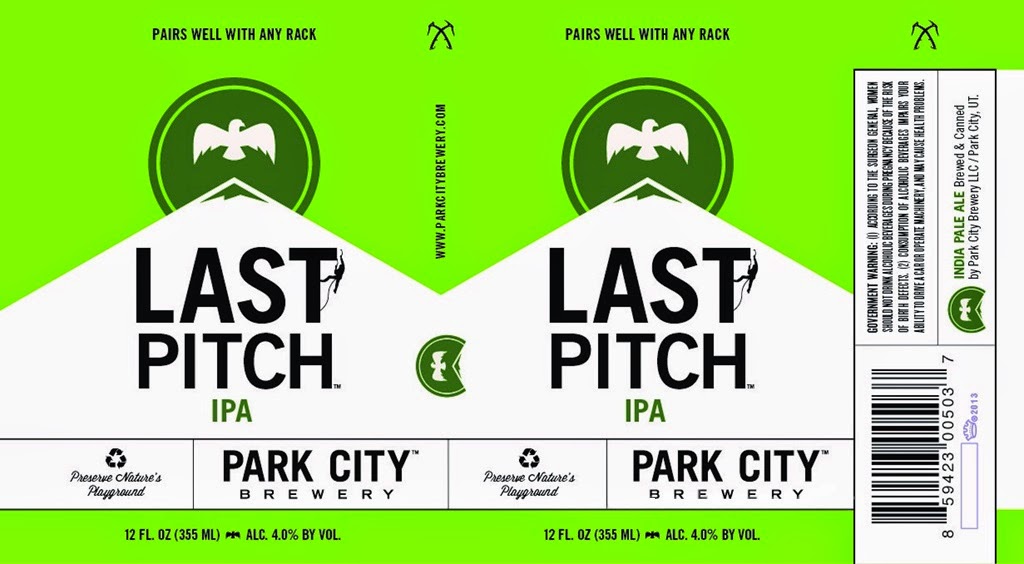 PAIRS WELL WITH ANY RACK
LAST
PITCH™
IPA
Preserve Nature's
Playground
PARK CITY™
BREWERY
12 FL. OZ (355 ML) ALC. 4.0% BY VOL.
WWW.PARKCITYBREWERY.COM
PAIRS WELL WITH ANY RACK
LAST
PITCH™
IPA
Preserve Nature's
Playground
PARK CITY™
BREWERY
12 FL. OZ (355 ML) ALC. 4.0% BY VOL.
GOVERNMENT WARNING: (1) ACCORDING TO THE SURGEON GENERAL, WOMEN
SHOULD NOT DRINK ALCOHOLIC BEVERAGES DURING PREGNANCY BECAUSE OF THE RISK
OF BIRTH DEFECTS. (2) CONSUMPTION OF ALCOHOLIC BEVERAGES IMPAIRS YOUR
ABILITY TO DRIVE A CAR OR OPERATE MACHINERY, AND MAY CAUSE HEALTH PROBLEMS.
INDIA PALE ALE Brewed & Canned
by Park City Brewery LLC / Park City, UT.
8 59423 00503 7
©2013